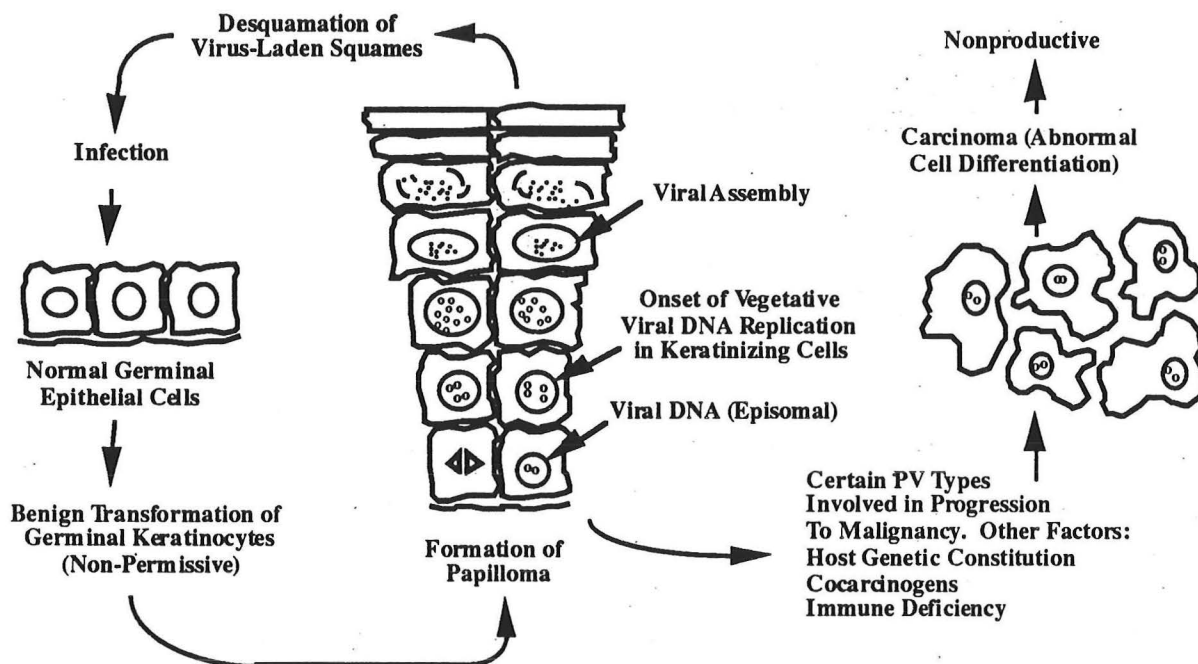 Desquamation of
Virus-Laden Squames
Infection
Normal Germinal
Epithelial Cells
Benign Transformation of
Germinal Keratinocytes
(Non-Permissive)
Viral Assembly
Onset of Vegetative
Viral DNA Replication
in Keratinizing Cells
Viral DNA (Episomal)
Formation of
Papilloma
Certain PV Types
Involved in Progression
To Malignancy. Other Factors:
Host Genetic Constitution
Cocarcinogens
Immune Deficiency
Carcinoma (Abnormal
Cell Differentiation)
Nonproductive